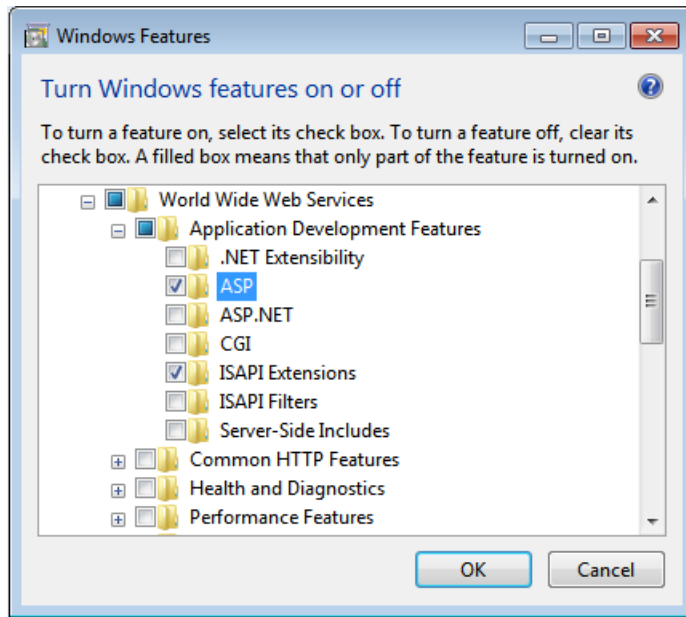 Windows Features
Turn Windows features on or off
To turn a feature on, select its check box. To turn a feature off, clear its
check box. A filled box means that only part of the feature is turned on.
World Wide Web Services
Application Development Features
.NET Extensibility
ASP
ASP.NET
CGI
ISAPI Extensions
ISAPI Filters
Server-Side Includes
Common HTTP Features
Health and Diagnostics
Performance Features
OK Cancel